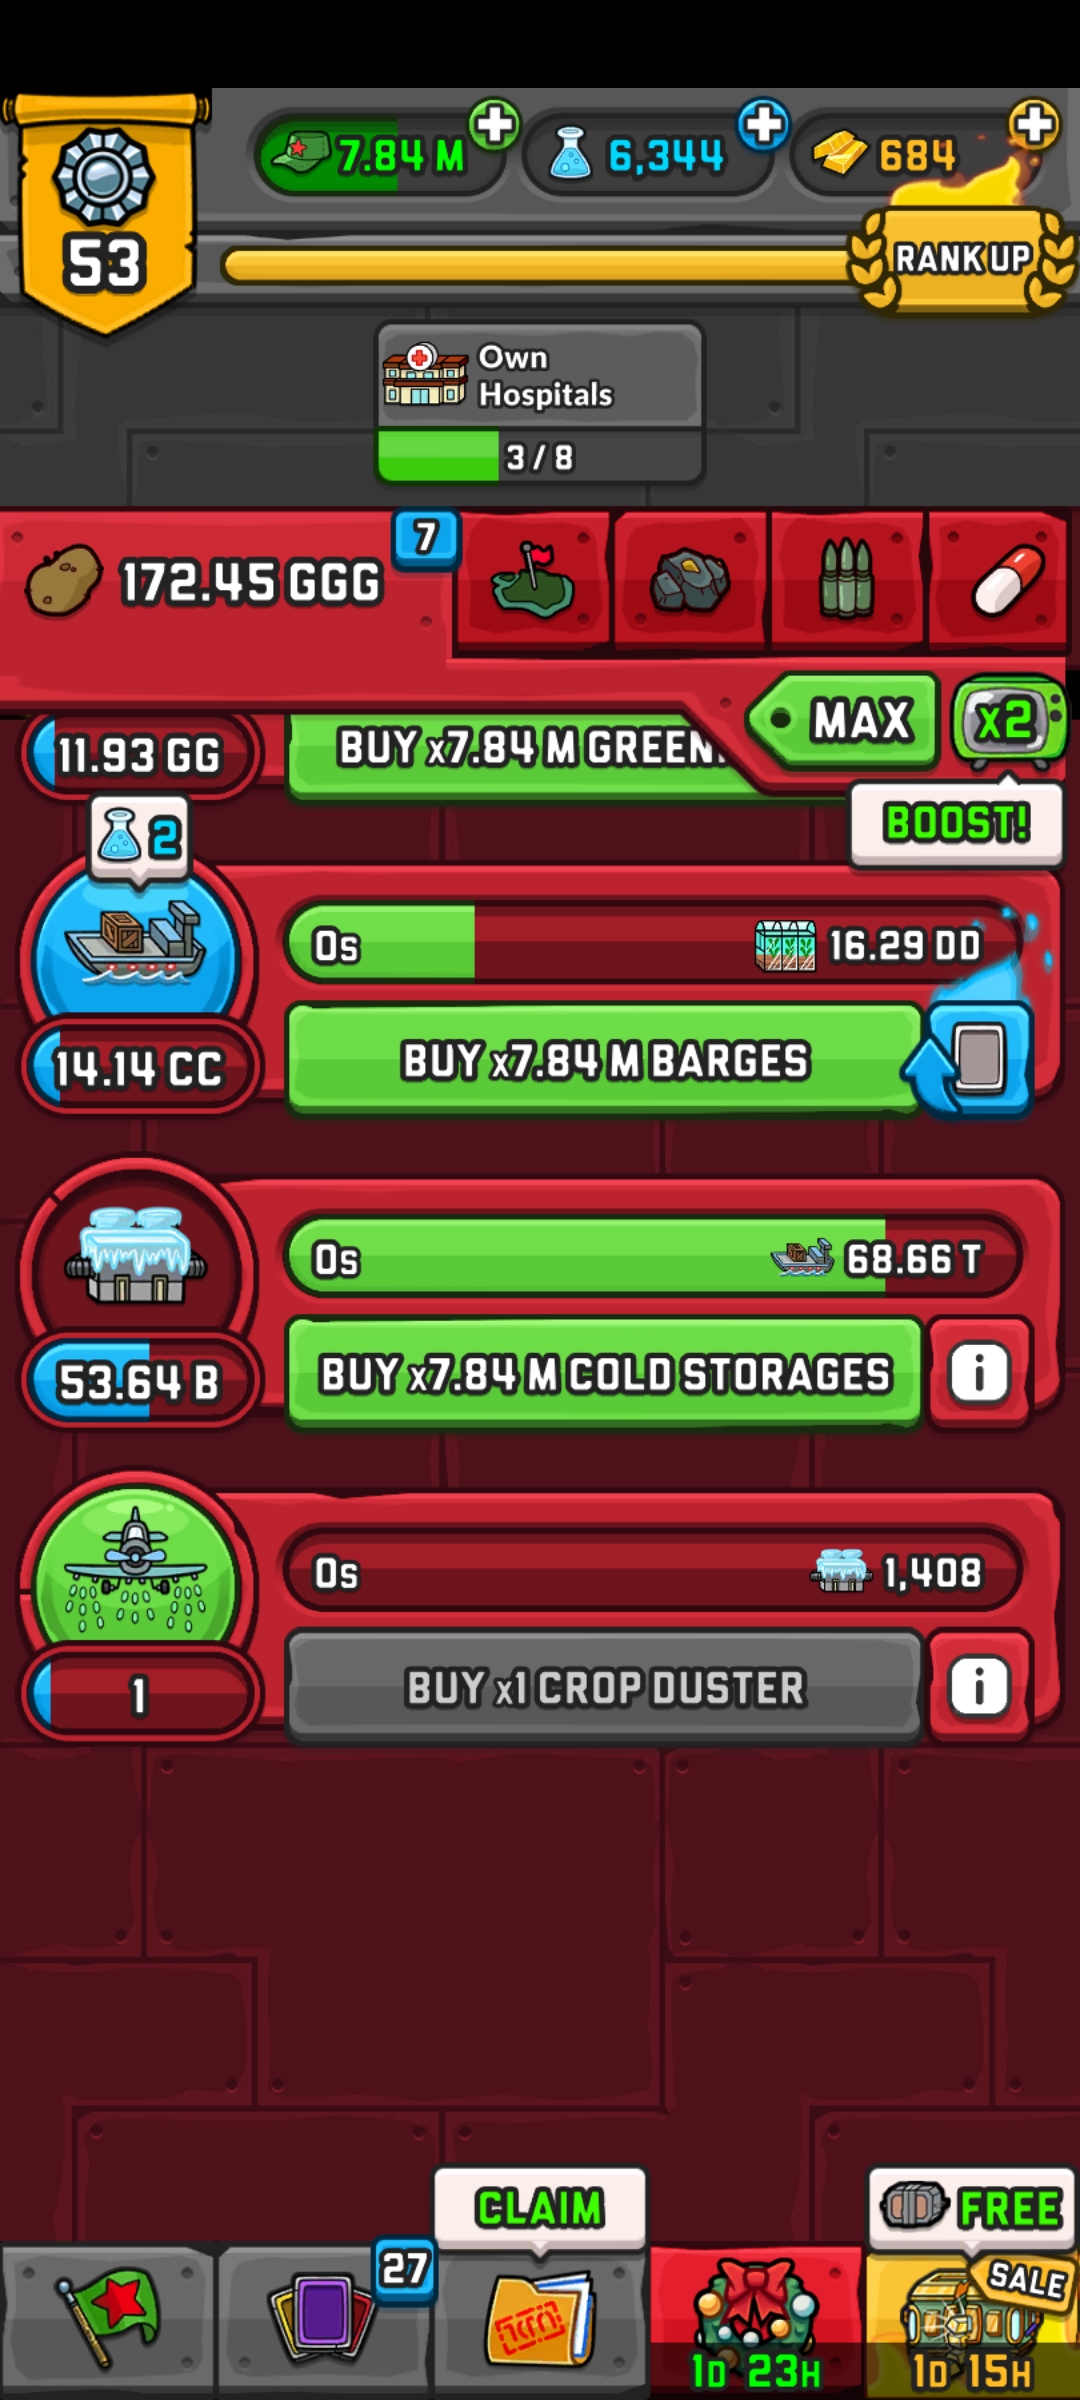 7.84 M
6,344
684
53
RANK UP
Own
Hospitals
3 / 8
172.45 GGG
7
MAX
x2
11.93 GG
BUY x7.84 M GREEN
BOOST!
2
0s
16.29 DD
14.14 CC
BUY x7.84 M BARGES
0s
68.66 T
53.64 B
BUY x7.84 M COLD STORAGES
i
0s
1,408
1
BUY x1 CROP DUSTER
i
CLAIM
FREE
27
SALE
1D 23H
1D 15H